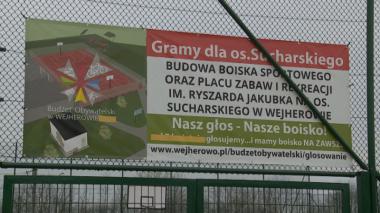 Gramy dla os.Sucharskiego
BUDOWA BOISKA SPORTOWEGO
ORAZ PLACU ZABAW I REKREACJI
IM. RYSZARDA JAKUBKA NA OS.
SUCHARSKIEGO W WEJHEROWIE
Nasz głos - Nasze boisko!
głosujemy...i mamy boisko NA ZAWSZE
www.wejherowo.pl/budzetobywatelski/glosowanie
Budżet Obywatelski
w WEJHEROWIE